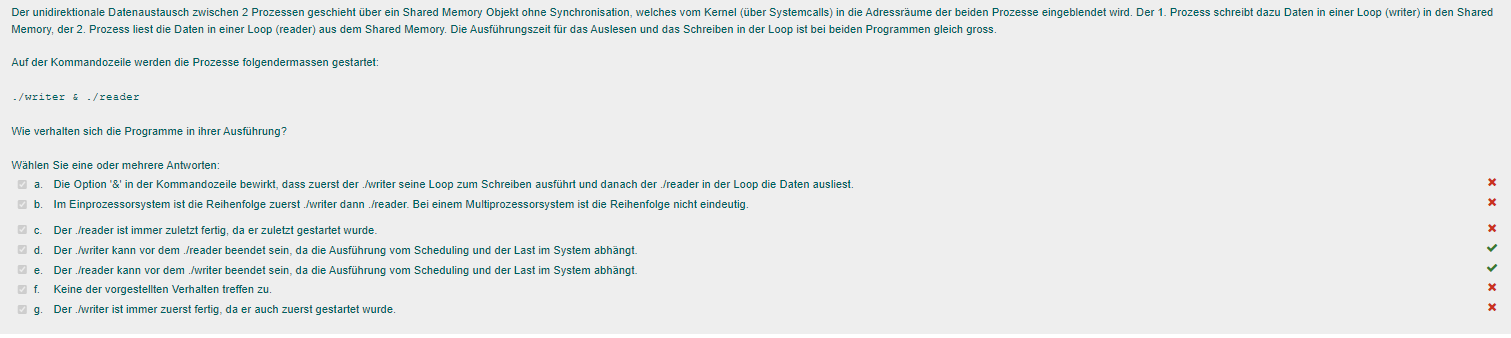 Der unidirektionale Datenaustausch zwischen 2 Prozessen geschieht über ein Shared Memory Objekt ohne Synchronisation, welches vom Kernel (über Systemcalls) in die Adressräume der beiden Prozesse eingeblendet wird. Der 1. Prozess schreibt dazu Daten in einer Loop (writer) in den Shared
Memory, der 2. Prozess liest die Daten in einer Loop (reader) aus dem Shared Memory. Die Ausführungszeit für das Auslesen und das Schreiben in der Loop ist bei beiden Programmen gleich gross.
Auf der Kommandozeile werden die Prozesse folgendermassen gestartet:
./writer & ./reader
Wie verhalten sich die Programme in ihrer Ausführung?
Wählen Sie eine oder mehrere Antworten:
a. Die Option '&' in der Kommandozeile bewirkt, dass zuerst der ./writer seine Loop zum Schreiben ausführt und danach der ./reader in der Loop die Daten ausliest.
b. Im Einprozessorsystem ist die Reihenfolge zuerst ./writer dann ./reader. Bei einem Multiprozessorsystem ist die Reihenfolge nicht eindeutig.
c. Der ./reader ist immer zuletzt fertig, da er zuletzt gestartet wurde.
d. Der ./writer kann vor dem ./reader beendet sein, da die Ausführung vom Scheduling und der Last im System abhängt.
e. Der ./reader kann vor dem ./writer beendet sein, da die Ausführung vom Scheduling und der Last im System abhängt.
f. Keine der vorgestellten Verhalten treffen zu.
g. Der ./writer ist immer zuerst fertig, da er auch zuerst gestartet wurde.